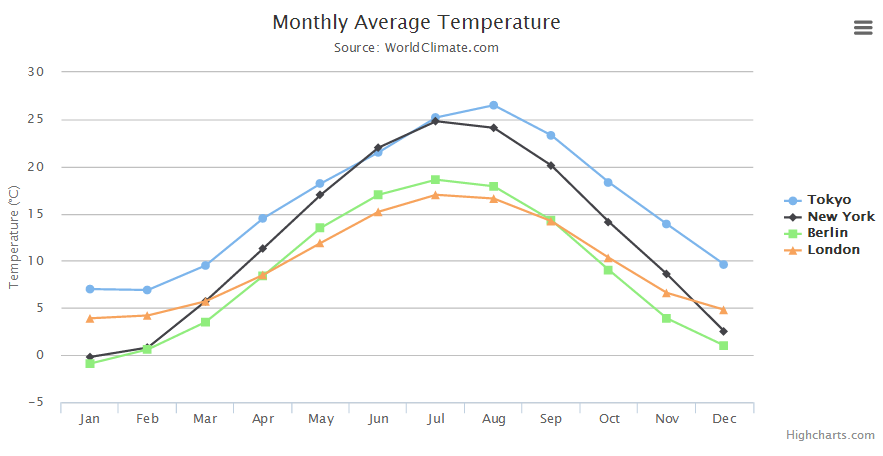 Monthly Average Temperature
Source: WorldClimate.com
Temperature (°C)
30
25
20
15
10
5
0
−5
Jan Feb Mar Apr May Jun Jul Aug Sep Oct Nov Dec
Tokyo
New York
Berlin
London
Highcharts.com